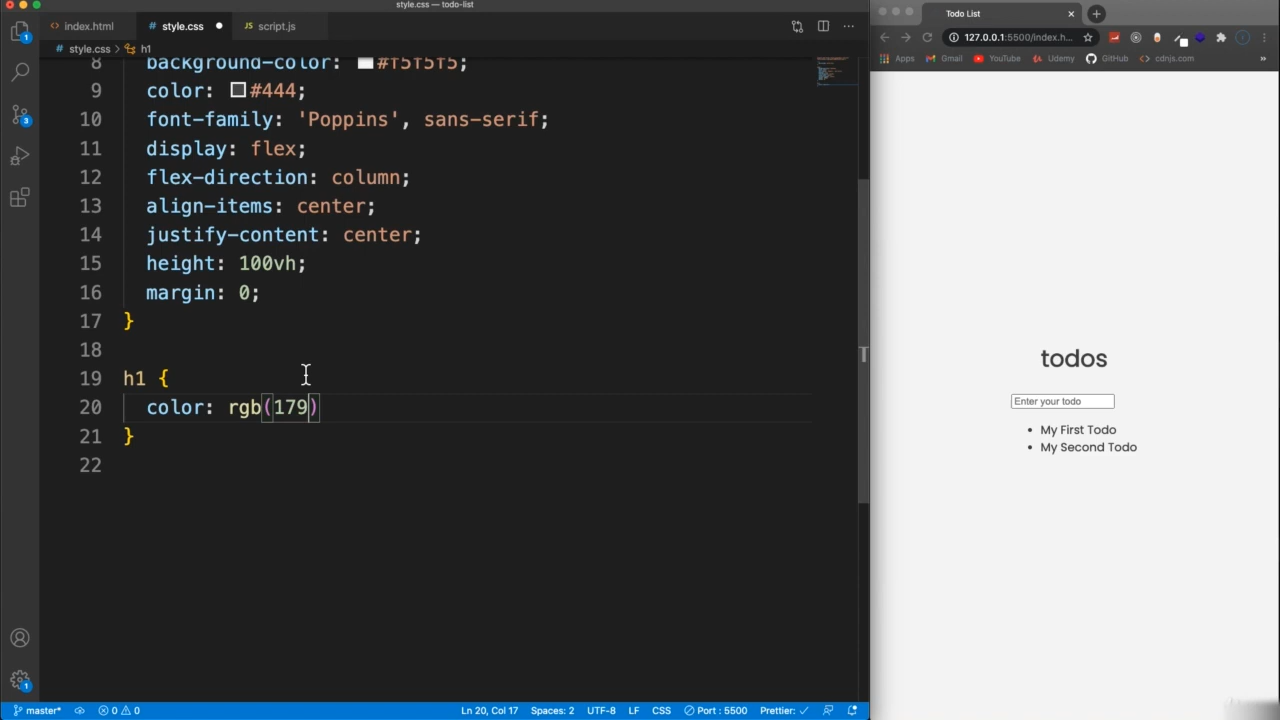 style.css — todo-list
index.html
style.css
script.js
style.css > h1
8 background-color: #f5f5f5;
9 color: #444;
10 font-family: 'Poppins', sans-serif;
11 display: flex;
12 flex-direction: column;
13 align-items: center;
14 justify-content: center;
15 height: 100vh;
16 margin: 0;
17 }
18
19 h1 {
20 color: rgb(179)
21 }
22
master* 0 0 Ln 20, Col 17 Spaces: 2 UTF-8 LF CSS Port : 5500 Prettier: ✓
1
3
1
Todo List
127.0.0.1:5500/index.h...
Apps Gmail YouTube Udemy GitHub cdnjs.com »
todos
Enter your todo
• My First Todo
• My Second Todo